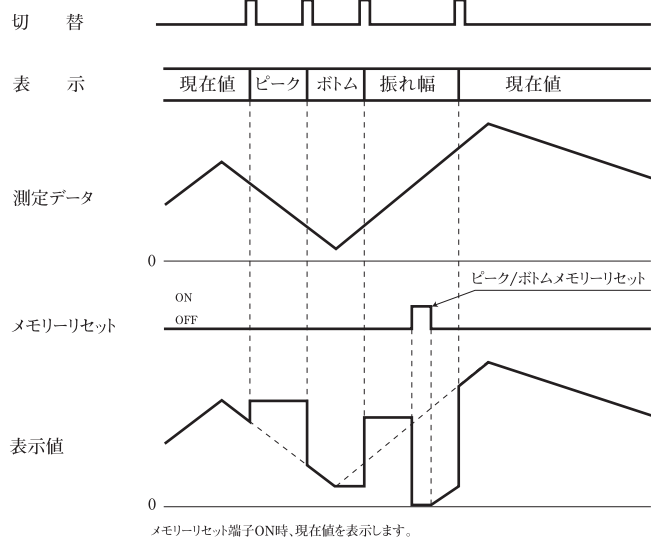 切 替
表 示 現在値 ピーク ボトム 振れ幅 現在値
測定データ
0
ピーク/ボトムメモリーリセット
ON
OFF
メモリーリセット
表示値
0
メモリーリセット端子ON時、現在値を表示します。